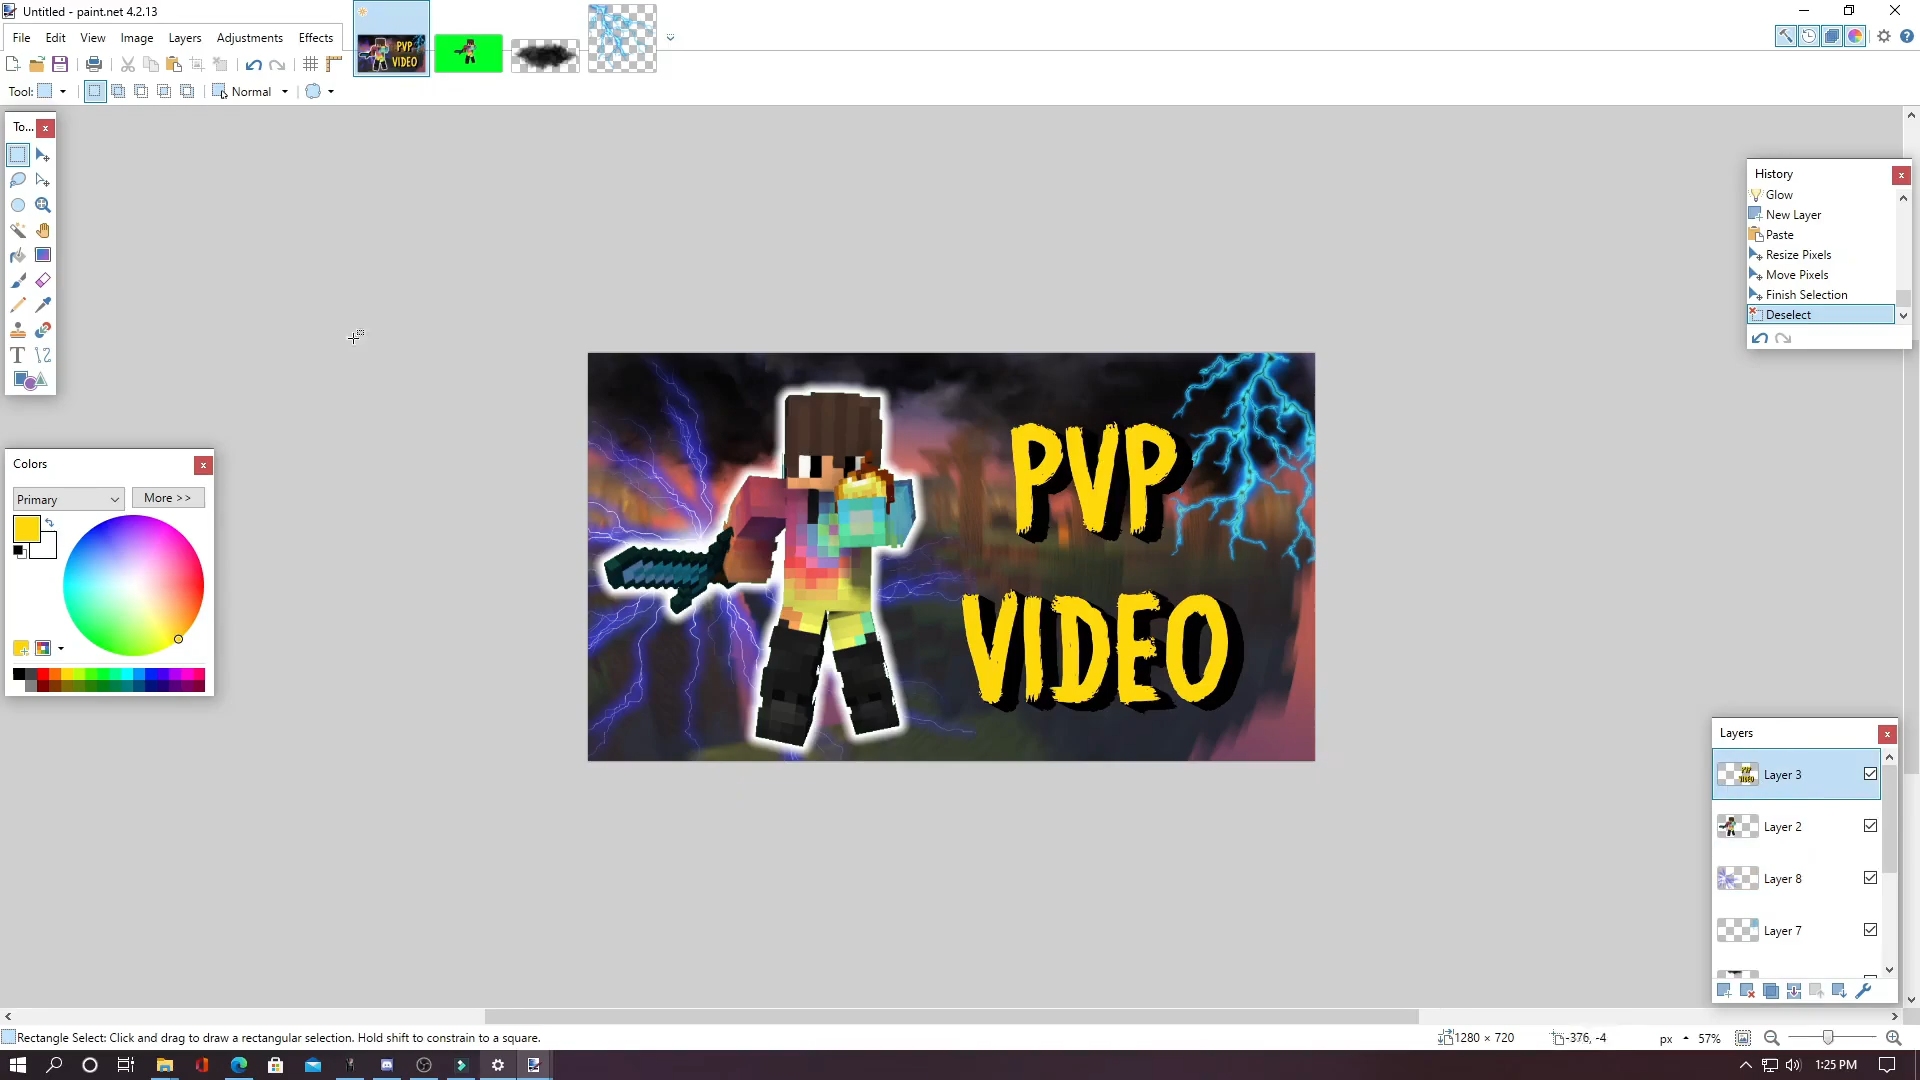 Untitled - paint.net 4.2.13
File Edit View Image Layers Adjustments Effects
PVP
VIDEO
Tool: Normal
To...
History
Glow
New Layer
Paste
Resize Pixels
Move Pixels
Finish Selection
Deselect
Colors
Primary More >>
PVP
VIDEO
Layers
Layer 3
Layer 2
Layer 8
Layer 7
Rectangle Select: Click and drag to draw a rectangular selection. Hold shift to constrain to a square.
1280 × 720 -376, -4 px 57%
1:25 PM